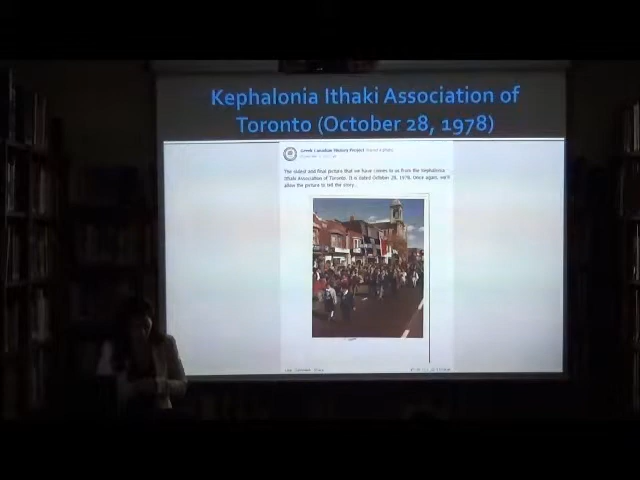 Kephalonia Ithaki Association of
Toronto (October 28, 1978)
Greek Canadian History Project
The oldest and final picture that we have chosen to us from the Kephalonia
Ithaki Association of Toronto. It is dated October 28, 1978. Once again, we'll
allow the picture to tell the story.